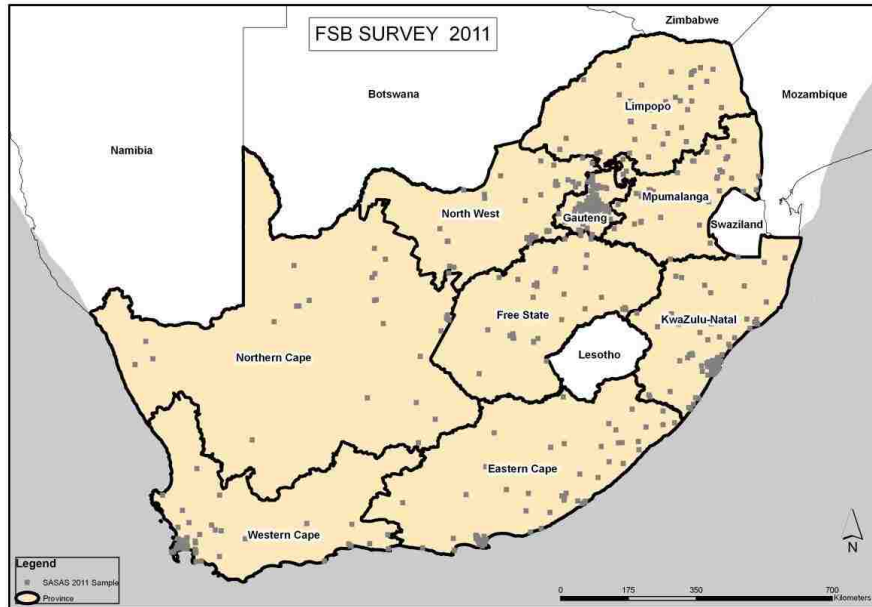 FSB SURVEY 2011
Zimbabwe
Botswana
Mozambique
Limpopo
Namibia
Mpumalanga
North West
Gauteng
Swaziland
Free State
KwaZulu-Natal
Northern Cape
Lesotho
Eastern Cape
Western Cape
N
Legend
SASAS 2011 Sample
Province
0 175 350 700
Kilometers